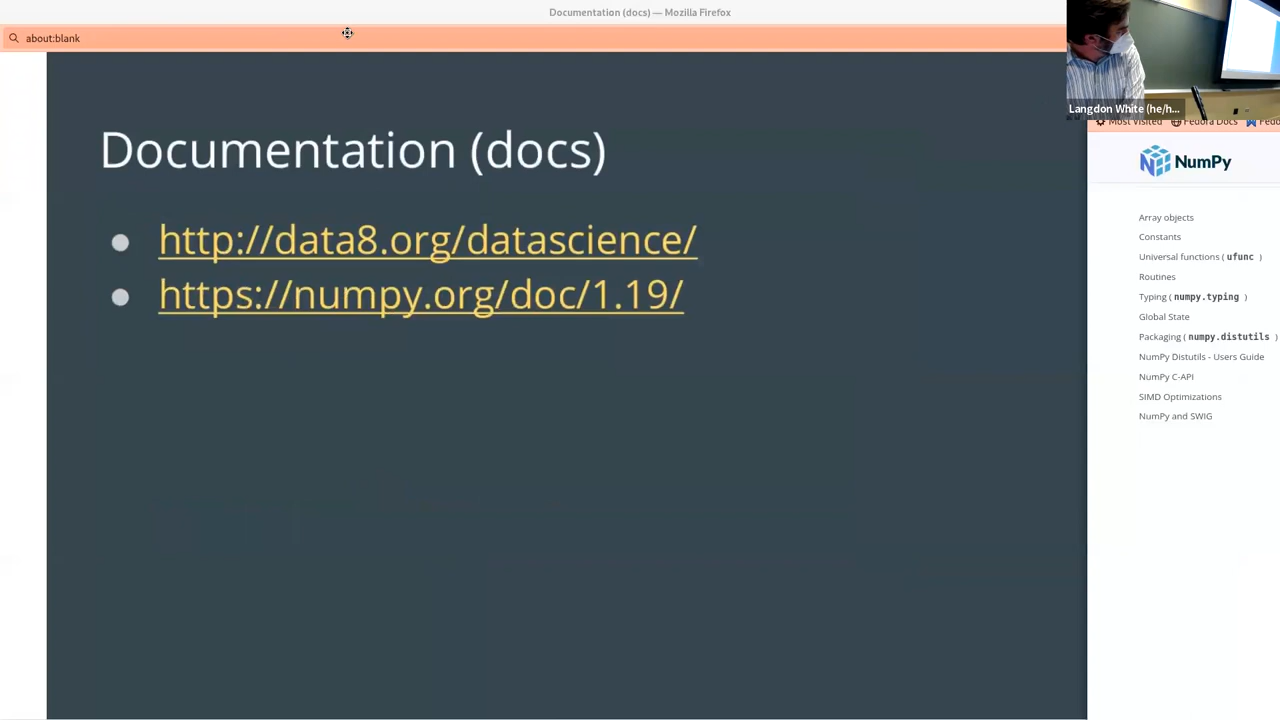 Documentation (docs) — Mozilla Firefox
about:blank
Langdon White (he/h...
Most Visited
Fedora Docs
Fedo
Documentation (docs)
http://data8.org/datascience/
https://numpy.org/doc/1.19/
NumPy
Array objects
Constants
Universal functions ( ufunc )
Routines
Typing ( numpy.typing )
Global State
Packaging ( numpy.distutils )
NumPy Distutils - Users Guide
NumPy C-API
SIMD Optimizations
NumPy and SWIG